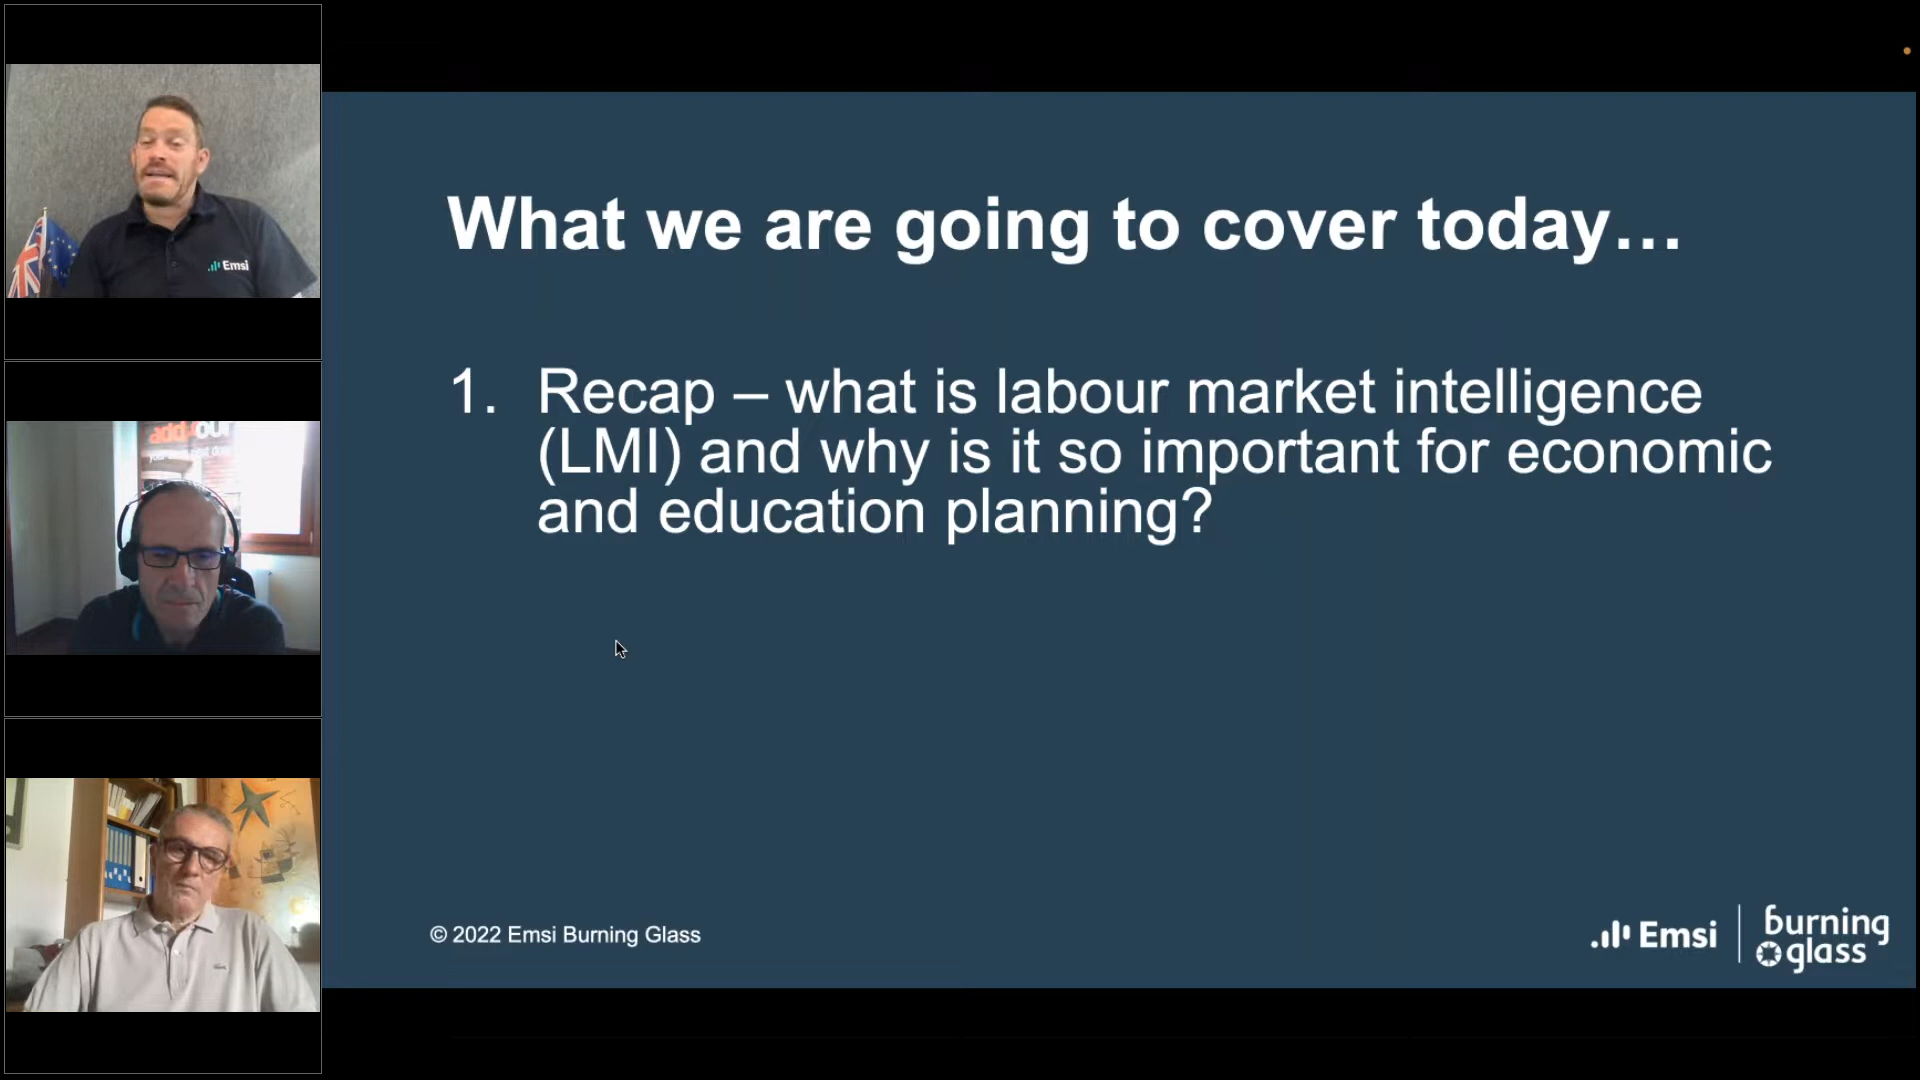 Emsi
What we are going to cover today…
1. Recap – what is labour market intelligence
(LMI) and why is it so important for economic
and education planning?
© 2022 Emsi Burning Glass
Emsi
burning
glass